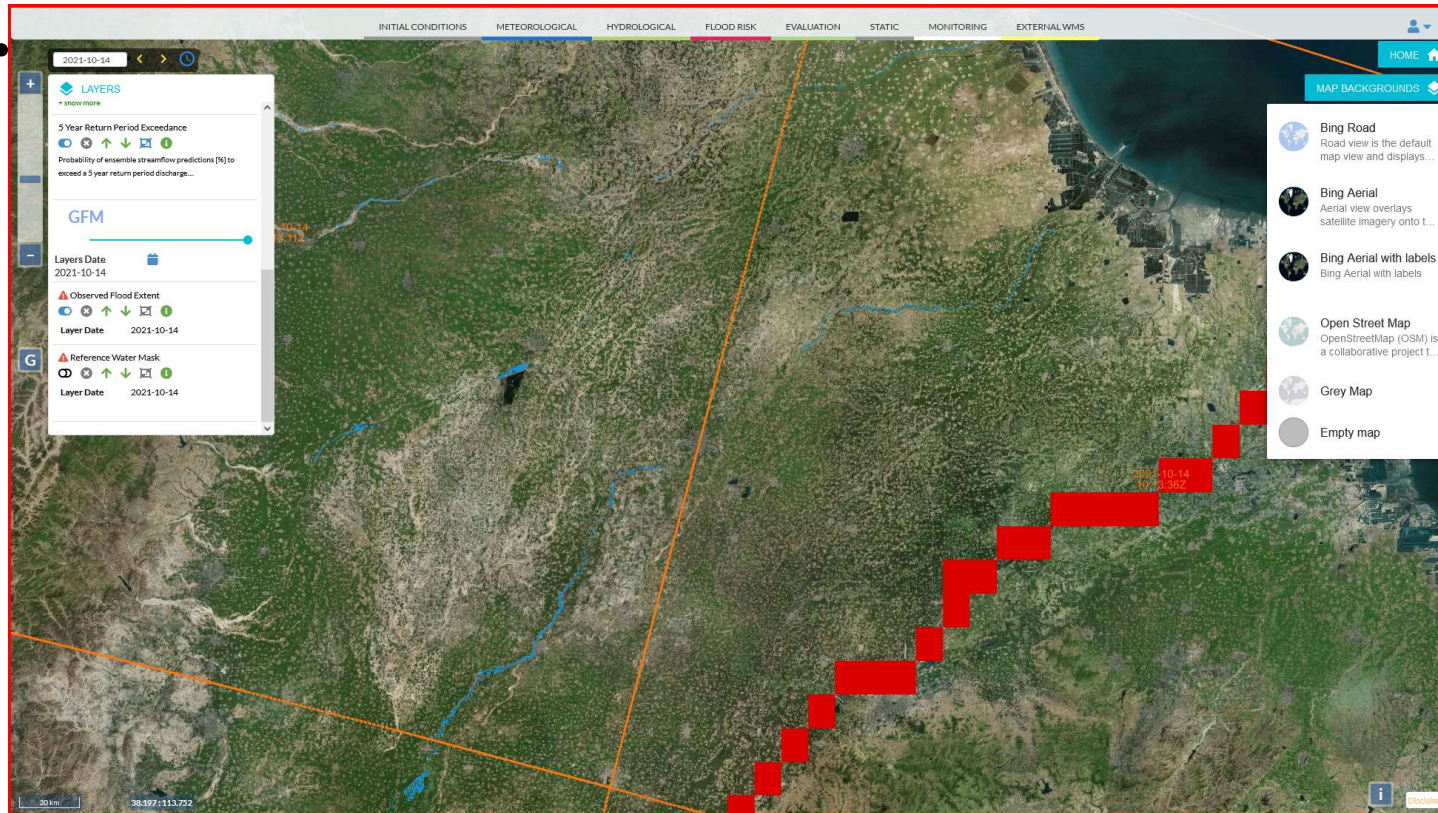 INITIAL CONDITIONS METEOROLOGICAL HYDROLOGICAL FLOOD RISK EVALUATION STATIC MONITORING EXTERNAL WMS
2021-10-14
HOME
MAP BACKGROUNDS
LAYERS
+ show more
5 Year Return Period Exceedance
Probability of ensemble streamflow predictions [%] to
exceed a 5 year return period discharge....
GFM
Layers Date
2021-10-14
Observed Flood Extent
Layer Date 2021-10-14
Reference Water Mask
Layer Date 2021-10-14
G
Bing Road
Road view is the default
map view and displays...
Bing Aerial
Aerial view overlays
satellite imagery onto t...
Bing Aerial with labels
Bing Aerial with labels
Open Street Map
OpenStreetMap (OSM) is
a collaborative project t...
Grey Map
Empty map
2021-10-14
20 km
38.197 : 113.752
i